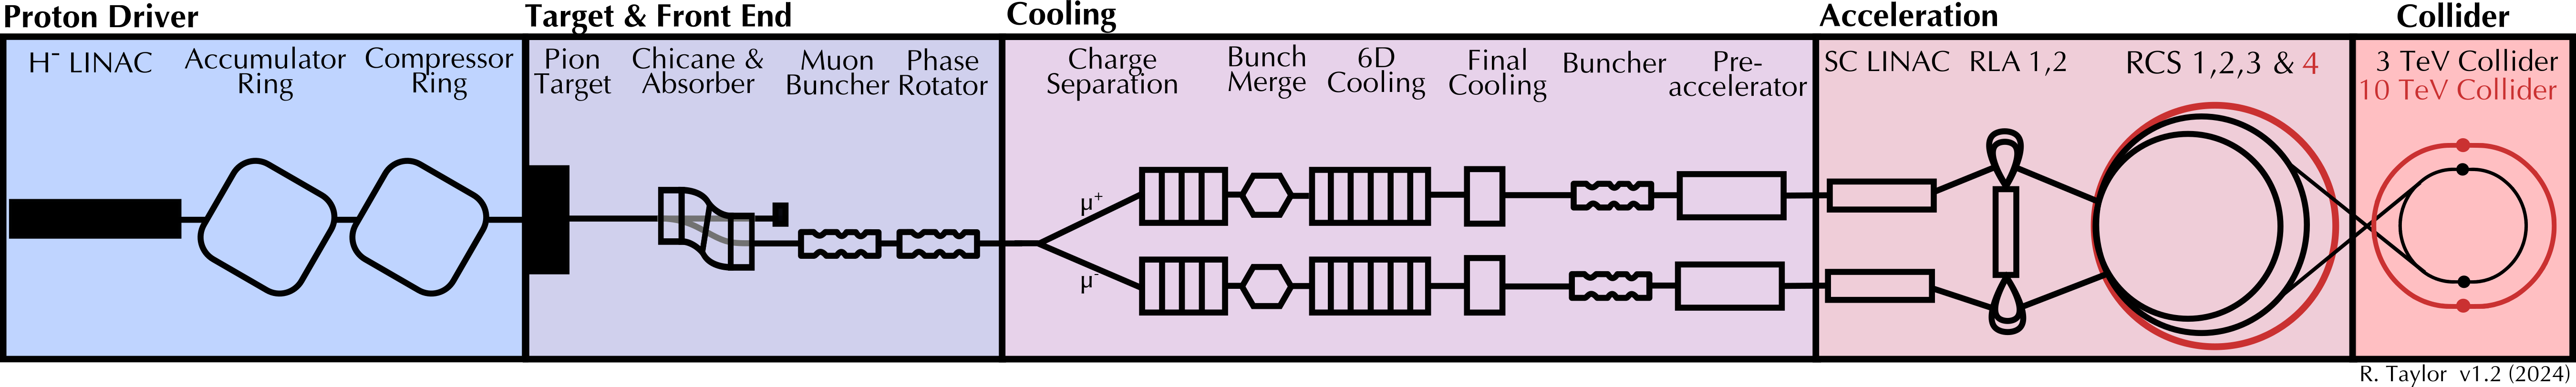 Proton Driver
H⁻ LINAC
Accumulator
Ring
Compressor
Ring
Target & Front End
Pion
Target
Chicane &
Absorber
Muon
Buncher
Phase
Rotator
Cooling
Charge
Separation
Bunch
Merge
6D
Cooling
Final
Cooling
Buncher
Pre-
accelerator
μ⁺
μ⁻
Acceleration
SC LINAC
RLA 1,2
RCS 1,2,3 & 4
Collider
3 TeV Collider
10 TeV Collider
R. Taylor v1.2 (2024)